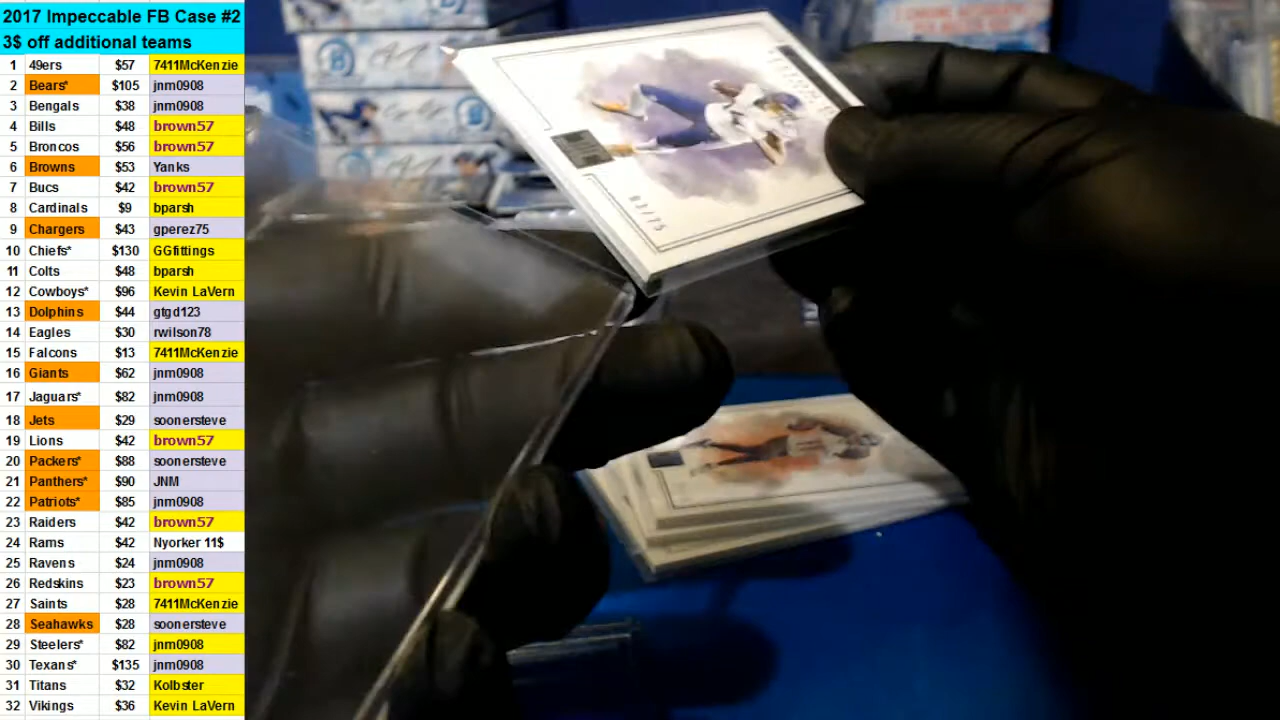 2017 Impeccable FB Case #2
3$ off additional teams
1 49ers $57 7411McKenzie
2 Bears* $105 jnm0908
3 Bengals $38 jnm0908
4 Bills $48 brown57
5 Broncos $56 brown57
6 Browns $53 Yanks
7 Bucs $42 brown57
8 Cardinals $9 bparsh
9 Chargers $43 gperez75
10 Chiefs* $130 GGfittings
11 Colts $48 bparsh
12 Cowboys* $96 Kevin LaVern
13 Dolphins $44 gtgd123
14 Eagles $30 rwilson78
15 Falcons $13 7411McKenzie
16 Giants $62 jnm0908
17 Jaguars* $82 jnm0908
18 Jets $29 soonersteve
19 Lions $42 brown57
20 Packers* $88 soonersteve
21 Panthers* $90 JNM
22 Patriots* $85 jnm0908
23 Raiders $42 brown57
24 Rams $42 Nyorker 11$
25 Ravens $24 jnm0908
26 Redskins $23 brown57
27 Saints $28 7411McKenzie
28 Seahawks $28 soonersteve
29 Steelers* $82 jnm0908
30 Texans* $135 jnm0908
31 Titans $32 Kolbster
32 Vikings $36 Kevin LaVern